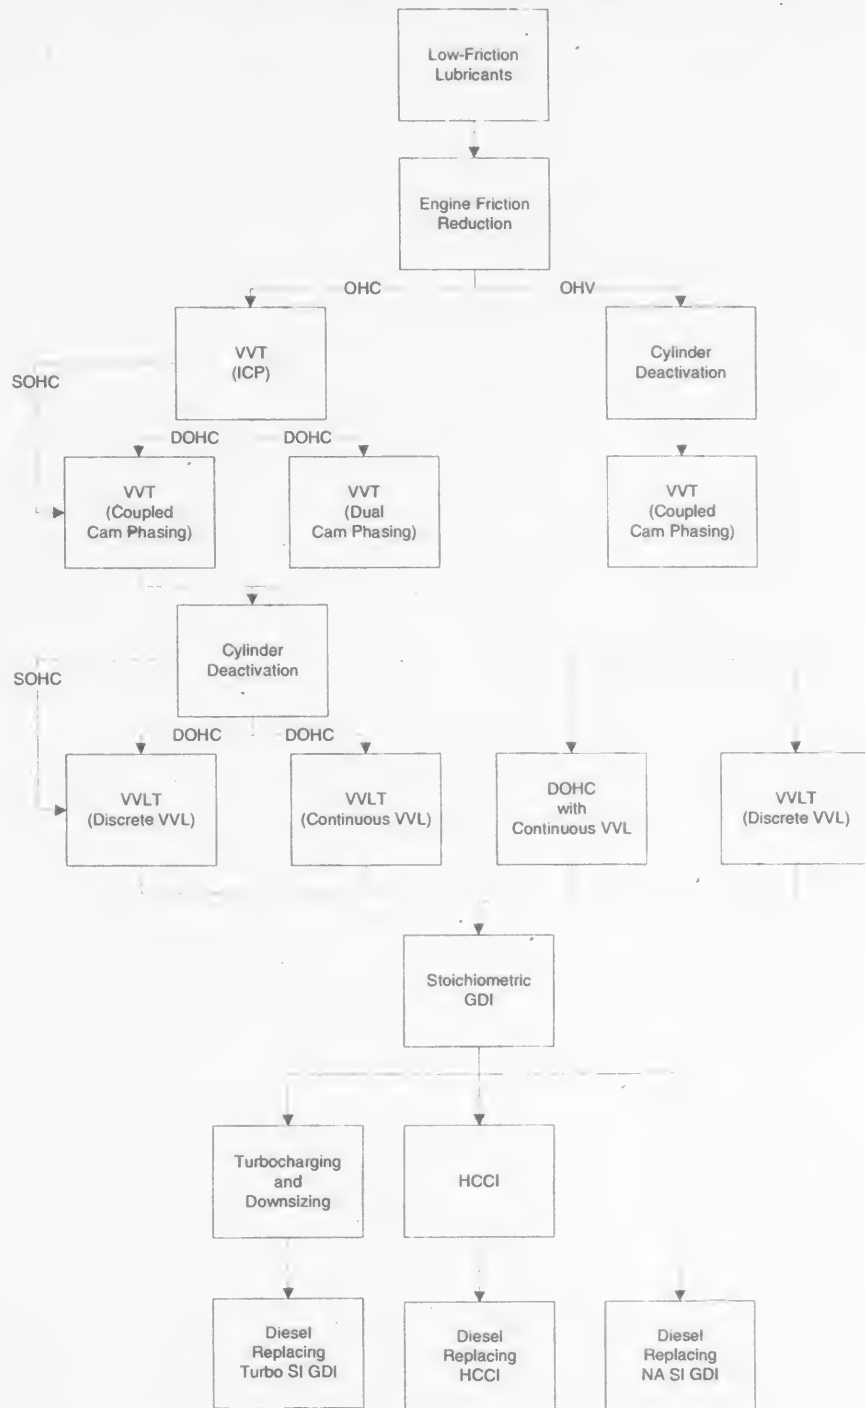 Low-Friction
Lubricants
Engine Friction
Reduction
OHC
OHV
VVT
(ICP)
Cylinder
Deactivation
SOHC
DOHC
DOHC
VVT
(Coupled
Cam Phasing)
VVT
(Dual
Cam Phasing)
VVT
(Coupled
Cam Phasing)
Cylinder
Deactivation
SOHC
DOHC
DOHC
VVLT
(Discrete VVL)
VVLT
(Continuous VVL)
DOHC
with
Continuous VVL
VVLT
(Discrete VVL)
Stoichiometric
GDI
Turbocharging
and
Downsizing
HCCI
Diesel
Replacing
Turbo SI GDI
Diesel
Replacing
HCCI
Diesel
Replacing
NA SI GDI